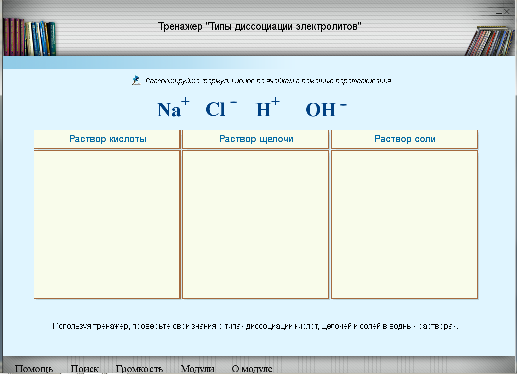 Тренажер "Типы диссоциации электролитов"
Na+ Cl− H+ OH−
Раствор кислоты
Раствор щелочи
Раствор соли
Используя тренажер, проверьте свои знания о типах диссоциации кислот, щелочей и солей в водных растворах.
Помощь Поиск Громкость Модули О модуле